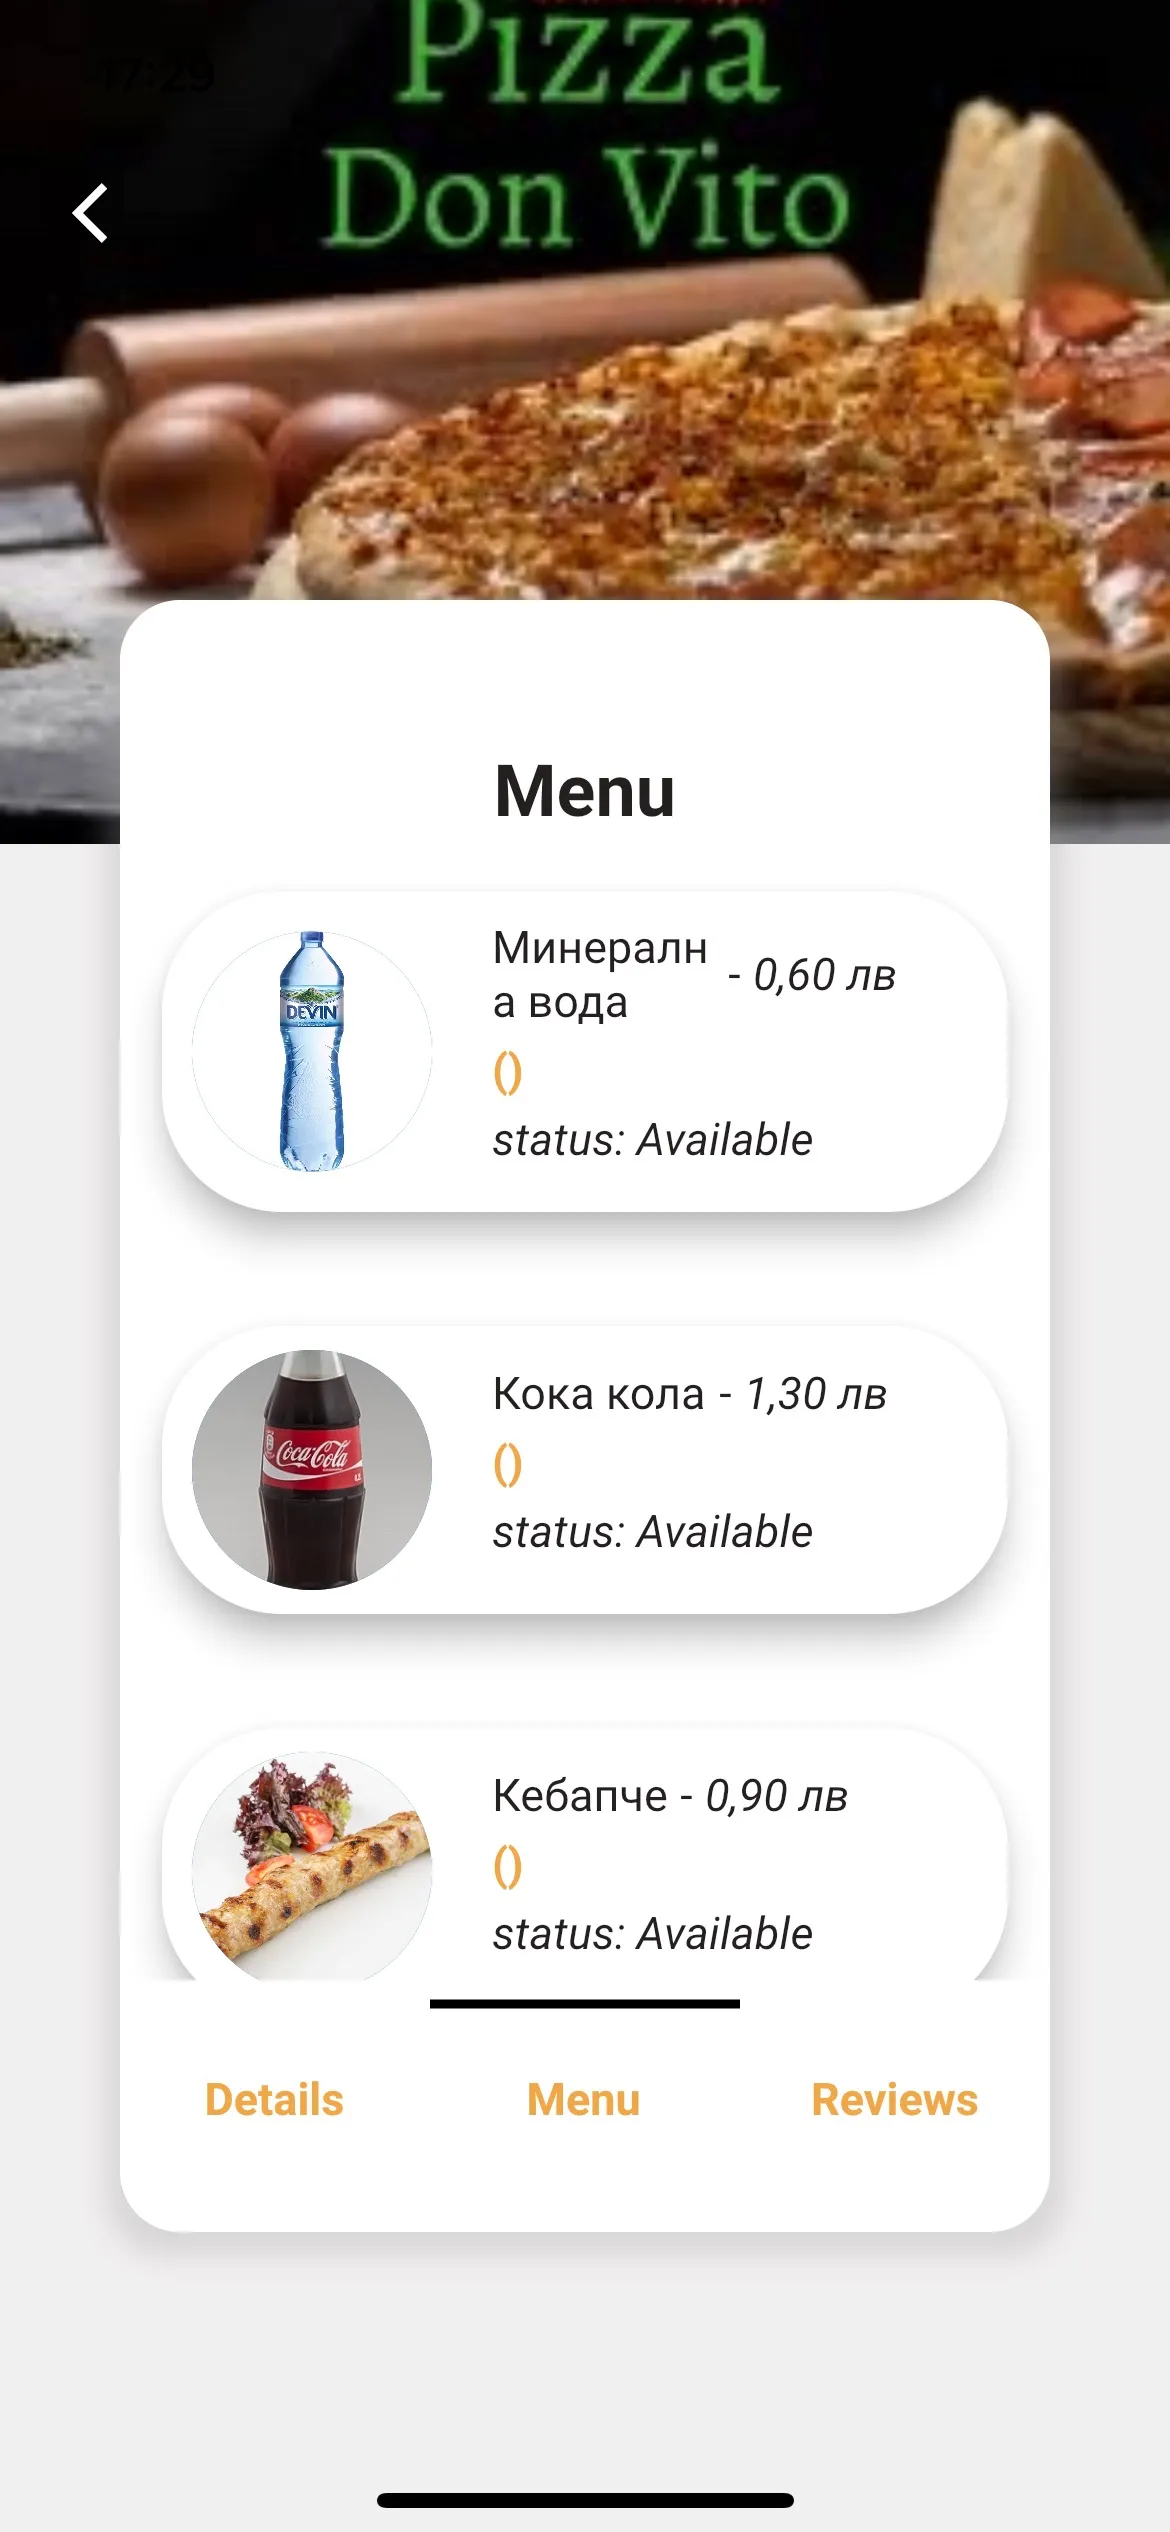 Pizza
17:29
Don Vito
Menu
Минералн
а вода
- 0,60 лв
()
status: Available
DEVIN
Кока кола - 1,30 лв
()
status: Available
Coca-Cola
Кебапче - 0,90 лв
()
status: Available
Details
Menu
Reviews